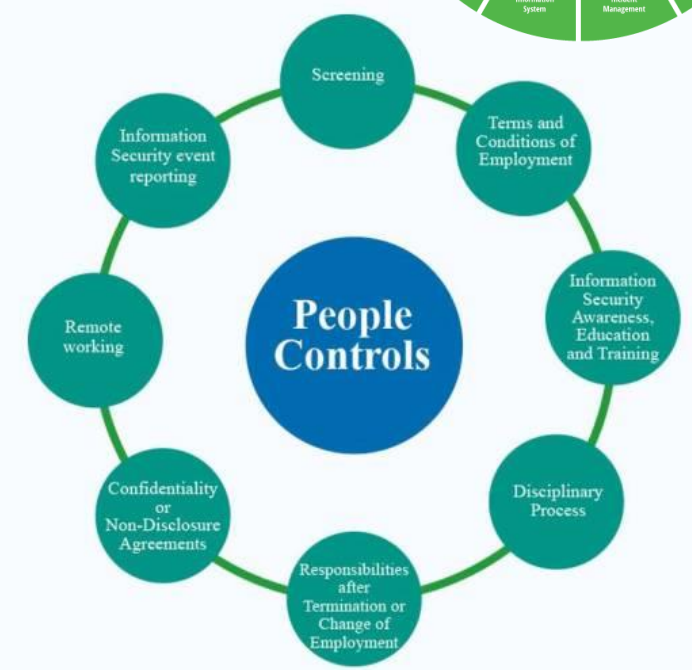 System
Management
Screening
Terms and
Conditions of
Employment
Information
Security
Awareness,
Education
and Training
Disciplinary
Process
Responsibilities
after
Termination or
Change of
Employment
Confidentiality
or
Non-Disclosure
Agreements
Remote
working
Information
Security event
reporting
People
Controls